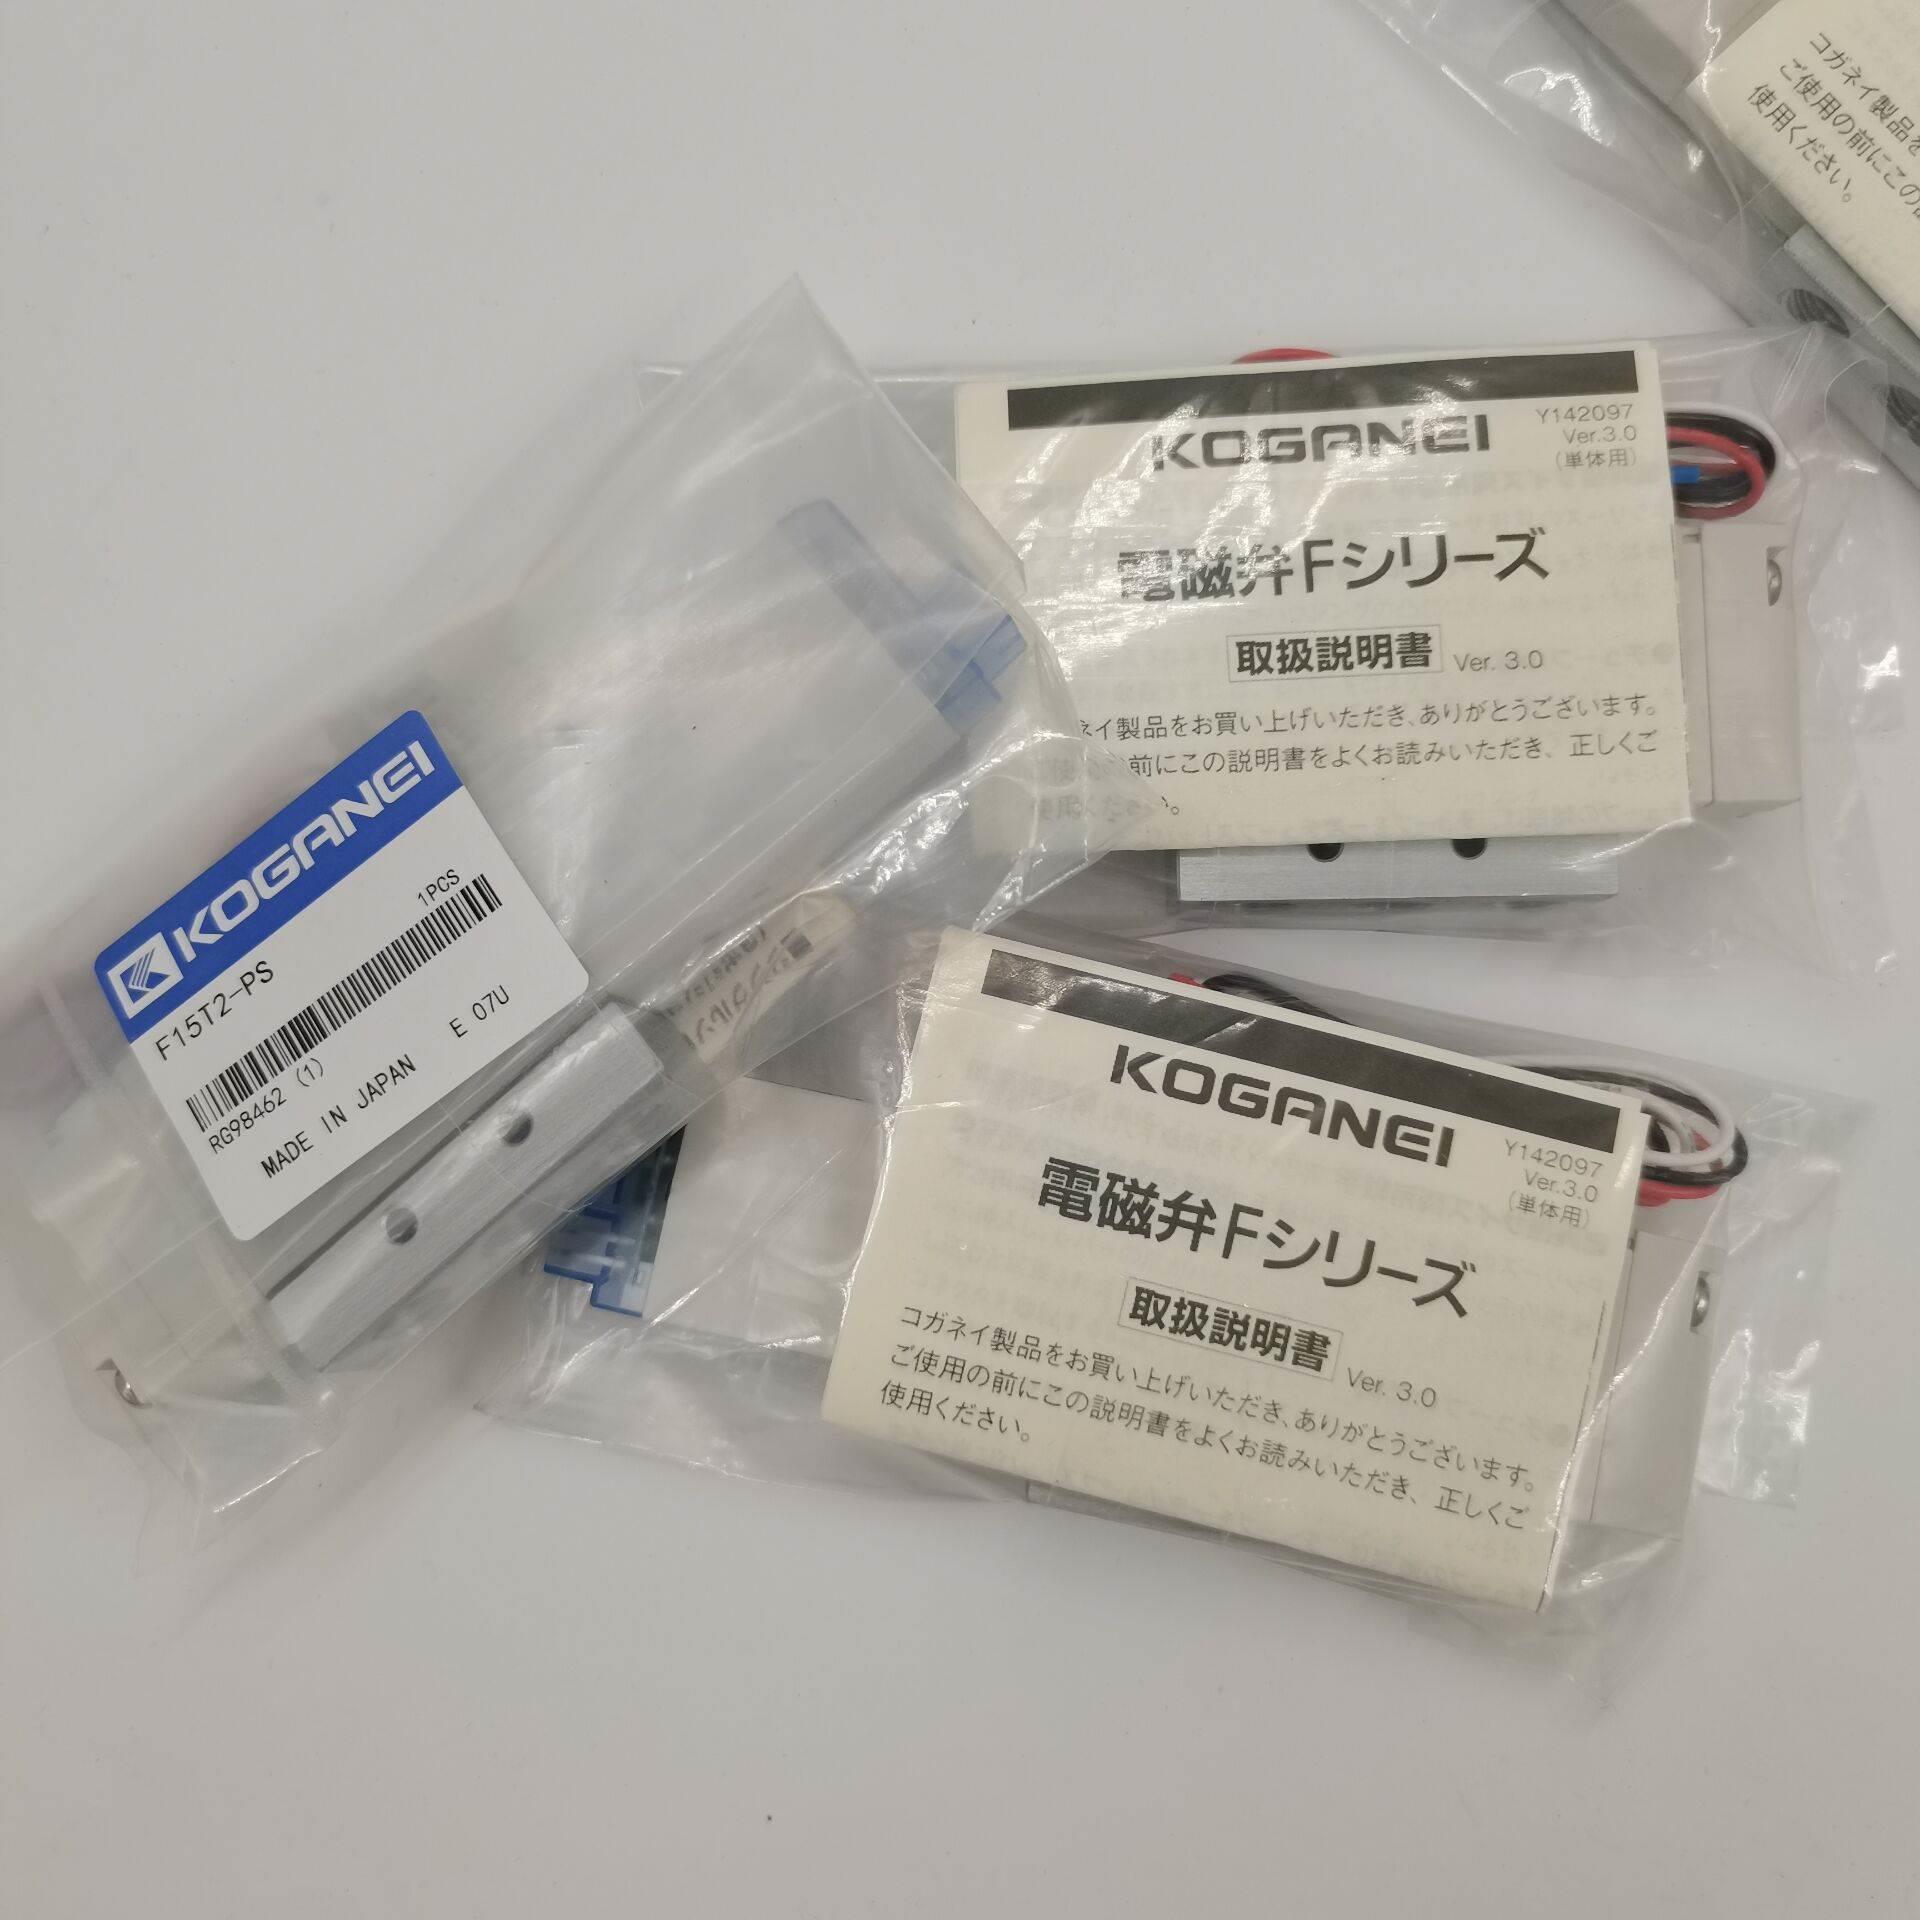 コガネイ製品を
ご使用の前にこの
使用ください。
KOGANEI
Y142097
Ver.3.0
(単体用)
電磁弁Fシリーズ
取扱説明書 Ver. 3.0
ネイ製品をお買い上げいただき、ありがとうございます。
前にこの説明書をよくお読みいただき、正しくご
使用ください。
KOGANEI
1PCS
F15T2-PS
RG98462 (1)
MADE IN JAPAN E 07U
KOGANEI
Y142097
Ver.3.0
(単体用)
電磁弁Fシリーズ
取扱説明書 Ver. 3.0
コガネイ製品をお買い上げいただき、ありがとうございます。
ご使用の前にこの説明書をよくお読みいただき、正しくご
使用ください。